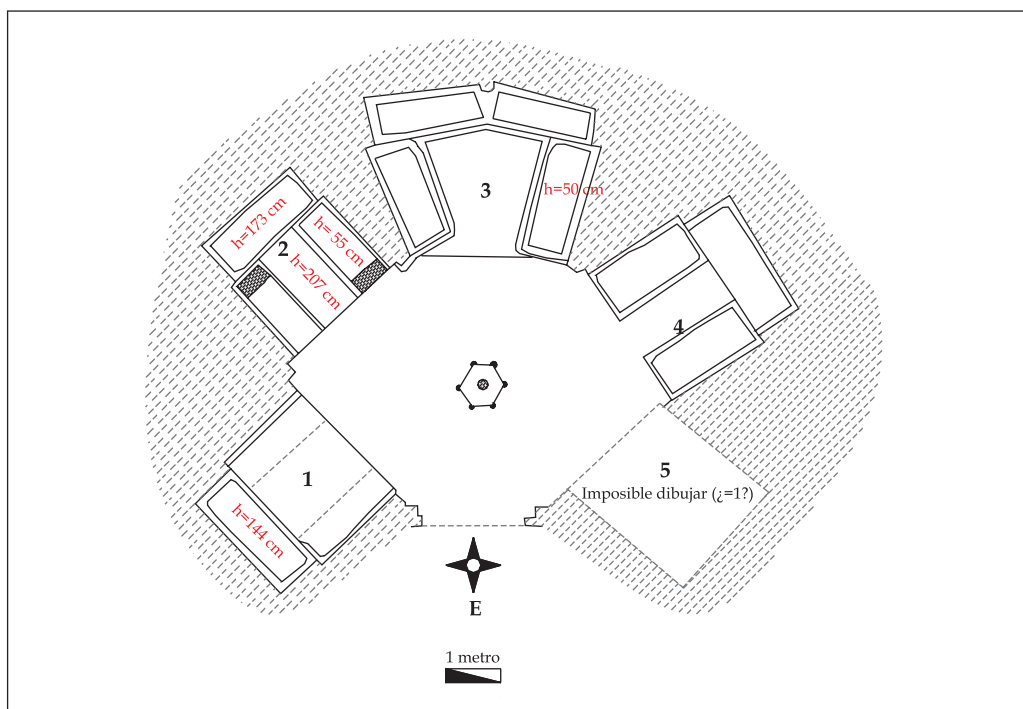 3
h=50 cm
h=173 cm
2
h= 55 cm
h=207 cm
4
1
h=144 cm
5
Imposible dibujar (¿=1?)
E
1 metro